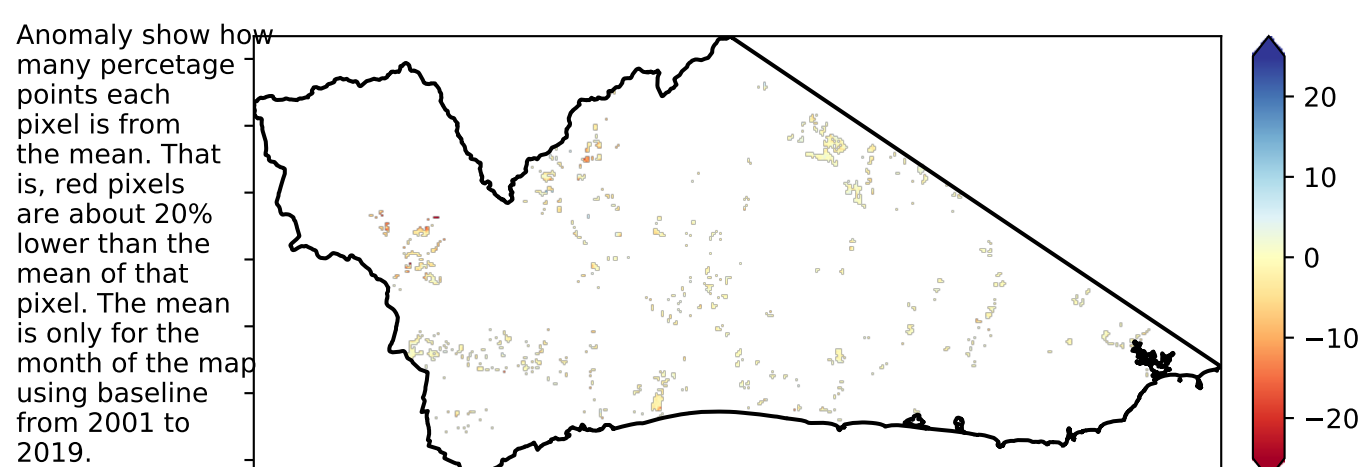 Anomaly show how
many percetage
points each
pixel is from
the mean. That
is, red pixels
are about 20%
lower than the
mean of that
pixel. The mean
is only for the
month of the map
using baseline
from 2001 to
2019.
20
10
0
−10
−20